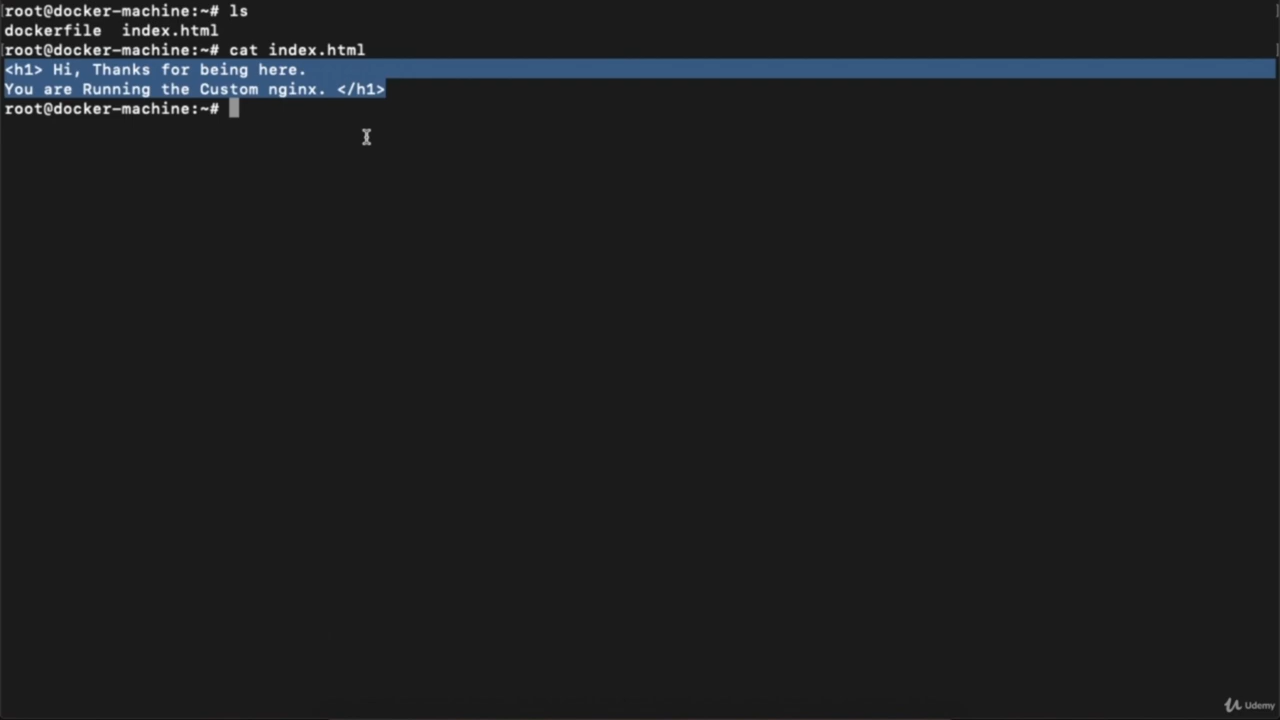 root@docker-machine:~# ls
dockerfile  index.html
root@docker-machine:~# cat index.html
<h1> Hi, Thanks for being here.
You are Running the Custom nginx. </h1>
root@docker-machine:~#
Udemy